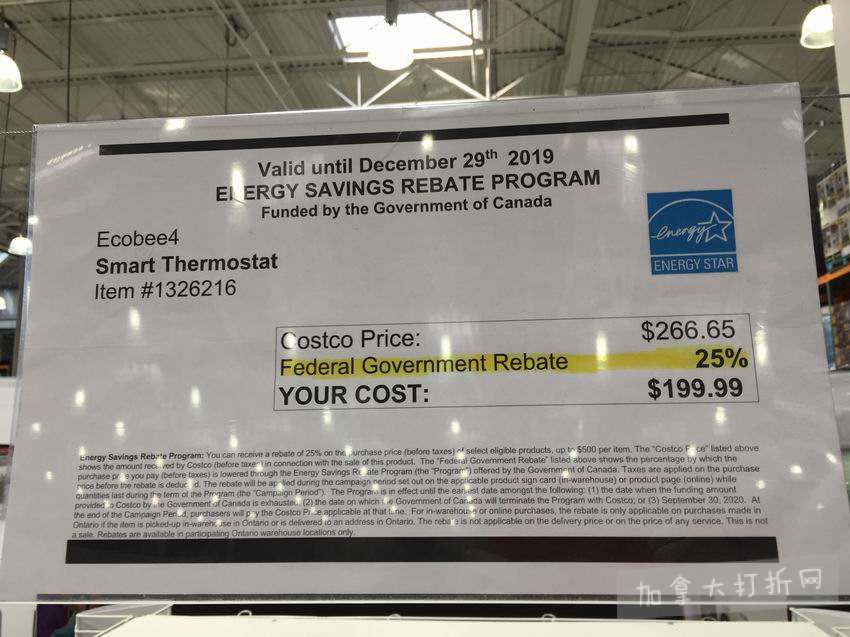 Valid until December 29th 2019
ENERGY SAVINGS REBATE PROGRAM
Funded by the Government of Canada
energy
ENERGY STAR
Ecobee4
Smart Thermostat
Item #1326216
Costco Price: $266.65
Federal Government Rebate 25%
YOUR COST: $199.99
Energy Savings Rebate Program: You can receive a rebate of 25% on the purchase price (before taxes) of select eligible products, up to $500 per item. The "Costco Price" listed above
shows the amount received by Costco (before taxes) in connection with the sale of this product. The "Federal Government Rebate" listed above shows the percentage by which the
purchase price you pay (before taxes) is lowered through the Energy Savings Rebate Program (the "Program") offered by the Government of Canada. Taxes are applied on the purchase
price before the rebate is deducted. The rebate will be applied during the campaign period set out on the applicable product sign card (in-warehouse) or product page (online) while
quantities last during the term of the Program (the "Campaign Period"). The Program is in effect until the earliest date amongst the following: (1) the date when the funding amount
provided to Costco by the Government of Canada is exhausted, (2) the date on which the Government of Canada will terminate the Program with Costco; or (3) September 30, 2020. At
the end of the Campaign Period, purchasers will pay the Costco Price applicable at that time. For in-warehouse or online purchases, the rebate is only applicable on purchases made in
Ontario if the item is picked-up in-warehouse in Ontario or is delivered to an address in Ontario. The rebate is not applicable on the delivery price or on the price of any service. This is not
a sale. Rebates are available in participating Ontario warehouse locations only.
加拿大打折网